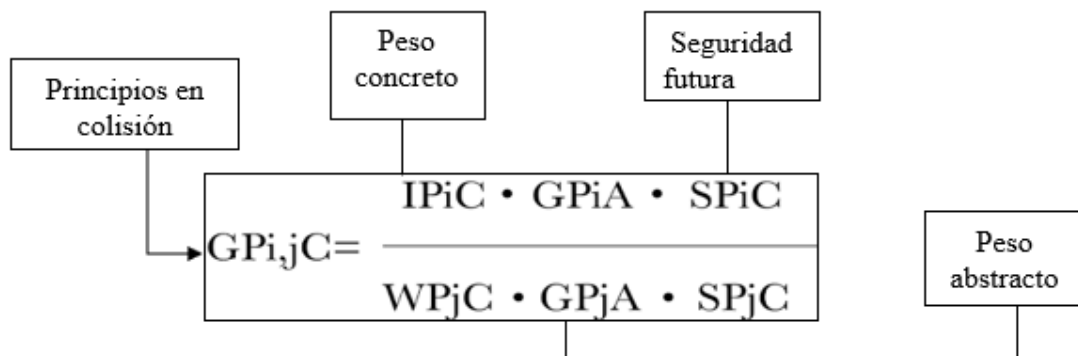 Peso
concreto
Seguridad
futura
Principios en
colisión
IPiC • GPiA • SPiC
GPi,jC=
WPjC • GPjA • SPjC
Peso
abstracto